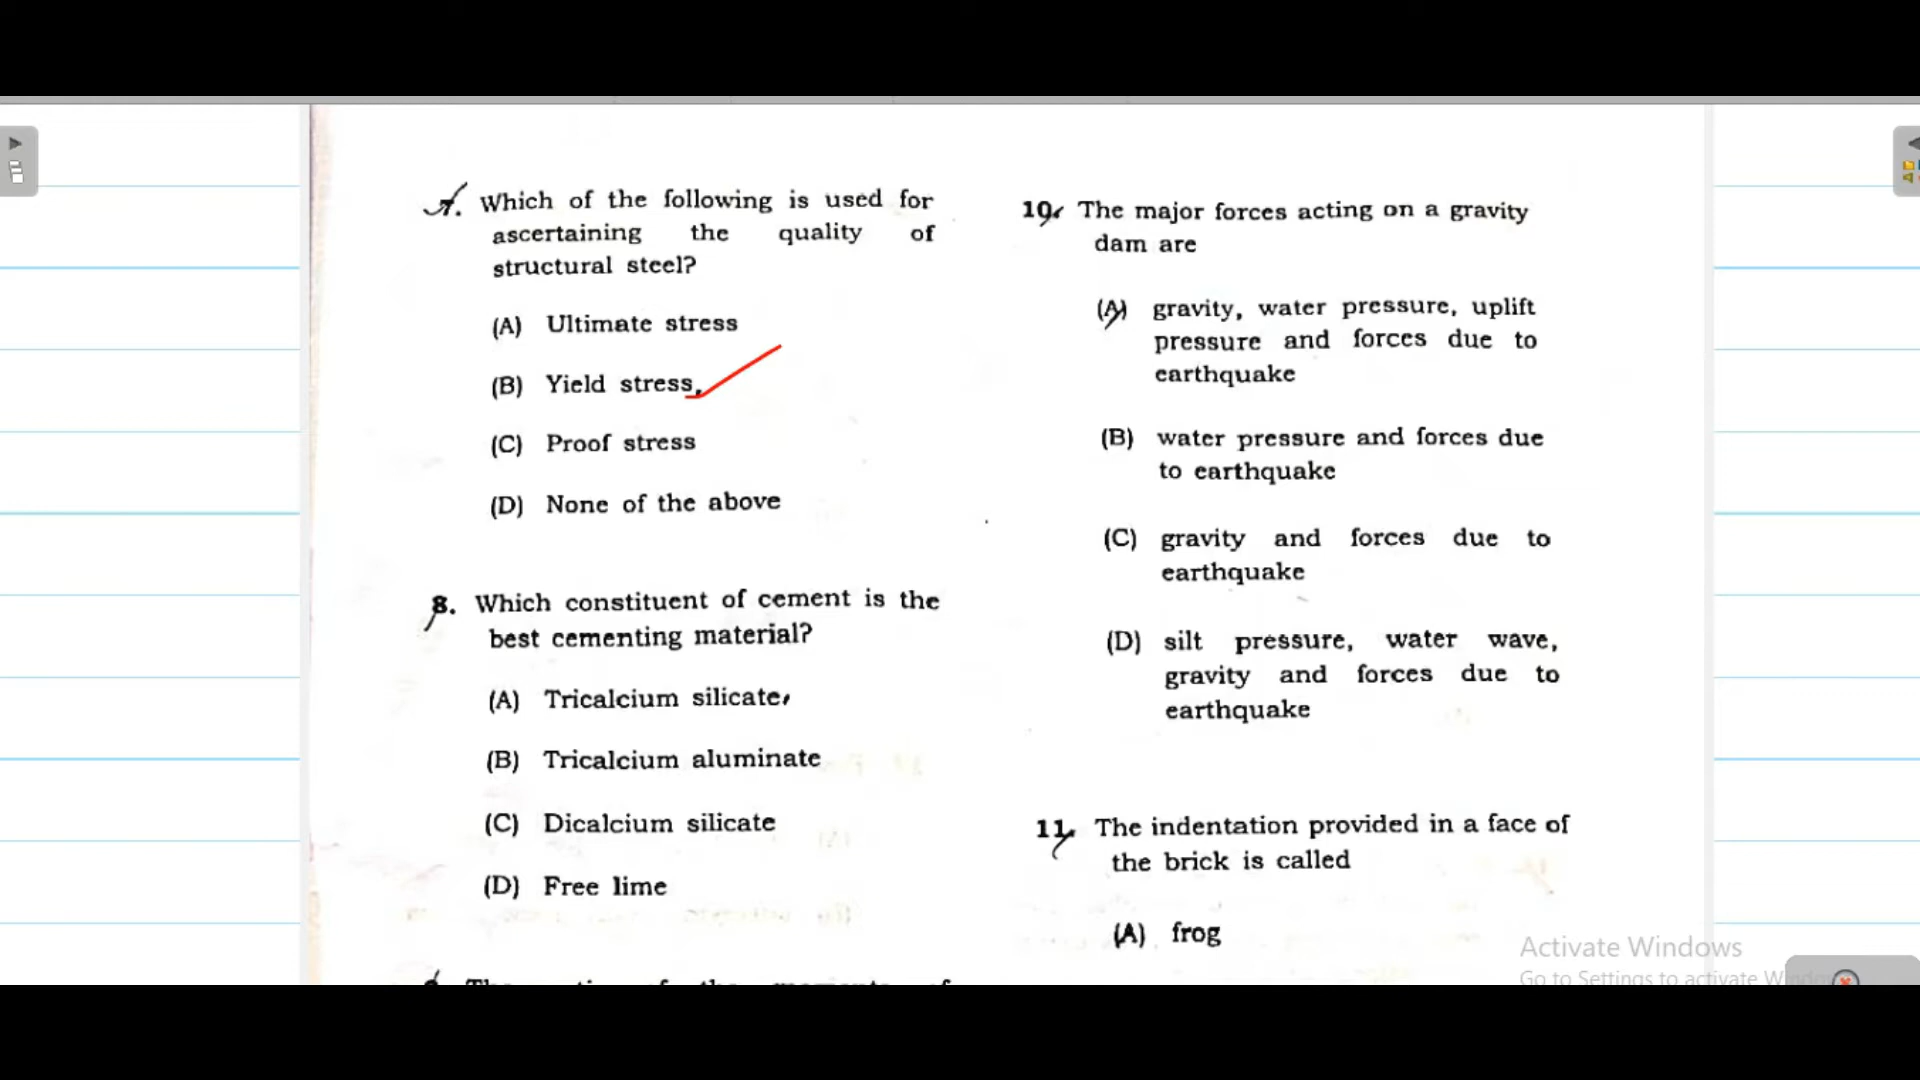 7. Which of the following is used for
ascertaining the quality of
structural steel?
(A) Ultimate stress
(B) Yield stress
(C) Proof stress
(D) None of the above
8. Which constituent of cement is the
best cementing material?
(A) Tricalcium silicate
(B) Tricalcium aluminate
(C) Dicalcium silicate
(D) Free lime
10. The major forces acting on a gravity
dam are
(A) gravity, water pressure, uplift
pressure and forces due to
earthquake
(B) water pressure and forces due
to earthquake
(C) gravity and forces due to
earthquake
(D) silt pressure, water wave,
gravity and forces due to
earthquake
11. The indentation provided in a face of
the brick is called
(A) frog
Activate Windows
Go to Settings to activate